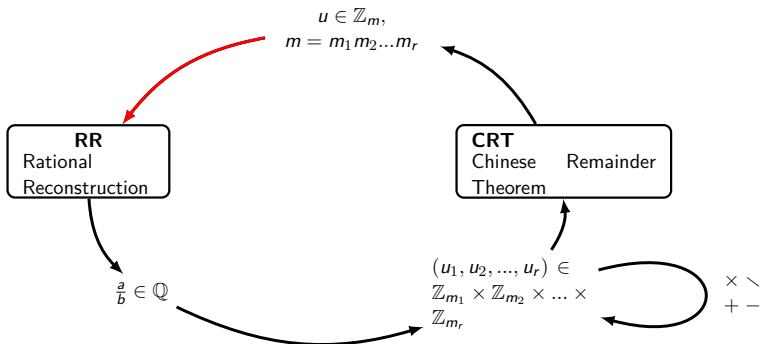 u ∈ ℤ_m,
m = m_1 m_2 ... m_r
RR
Rational
Reconstruction
CRT
Chinese Remainder
Theorem
a/b ∈ ℚ
(u_1, u_2, ..., u_r) ∈
ℤ_{m_1} × ℤ_{m_2} × ... ×
ℤ_{m_r}
× ∖
+ −